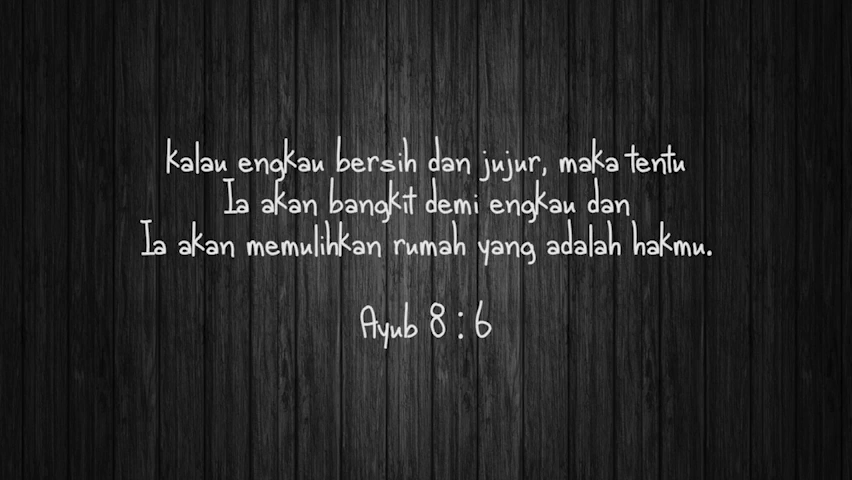 kalau engkau bersih dan jujur, maka tentu
Ia akan bangkit demi engkau dan
Ia akan memulihkan rumah yang adalah hakmu.
Ayub 8 : 6